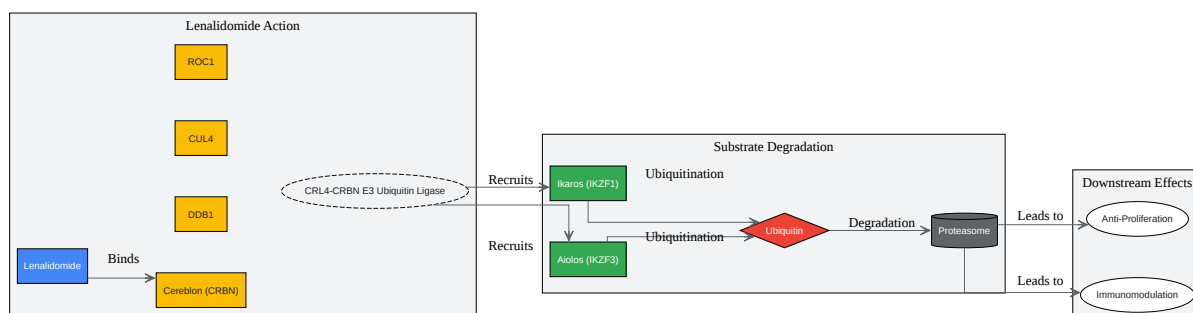 Lenalidomide Action
ROC1
CUL4
CRL4-CRBN E3 Ubiquitin Ligase
DDB1
Lenalidomide
Binds
Cereblon (CRBN)
Recruits
Recruits
Substrate Degradation
Ikaros (IKZF1)
Ubiquitination
Aiolos (IKZF3)
Ubiquitination
Ubiquitin
Degradation
Proteasome
Leads to
Leads to
Downstream Effects
Anti-Proliferation
Immunomodulation